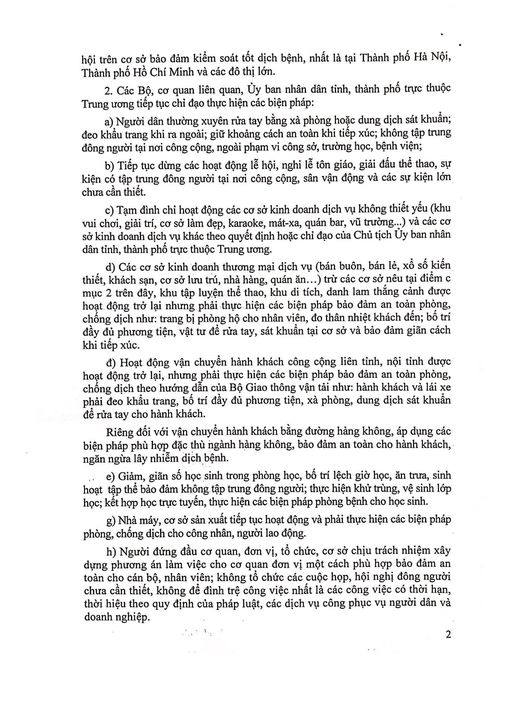 hội trên cơ sở bảo đảm kiểm soát tốt dịch bệnh, nhất là tại Thành phố Hà Nội,
Thành phố Hồ Chí Minh và các đô thị lớn.
2. Các Bộ, cơ quan liên quan, Ủy ban nhân dân tỉnh, thành phố trực thuộc
Trung ương tiếp tục chỉ đạo thực hiện các biện pháp:
a) Người dân thường xuyên rửa tay bằng xà phòng hoặc dung dịch sát khuẩn;
đeo khẩu trang khi ra ngoài; giữ khoảng cách an toàn khi tiếp xúc; không tập trung
đông người tại nơi công cộng, ngoài phạm vi công sở, trường học, bệnh viện;
b) Tiếp tục dừng các hoạt động lễ hội, nghi lễ tôn giáo, giải đấu thể thao, sự
kiện có tập trung đông người tại nơi công cộng, sân vận động và các sự kiện lớn
chưa cần thiết.
c) Tạm đình chỉ hoạt động các cơ sở kinh doanh dịch vụ không thiết yếu (khu
vui chơi, giải trí, cơ sở làm đẹp, karaoke, mát-xa, quán bar, vũ trường...) và các cơ
sở kinh doanh dịch vụ khác theo quyết định hoặc chỉ đạo của Chủ tịch Ủy ban nhân
dân tỉnh, thành phố trực thuộc Trung ương.
d) Các cơ sở kinh doanh thương mại dịch vụ (bán buôn, bán lẻ, xổ số kiến
thiết, khách sạn, cơ sở lưu trú, nhà hàng, quán ăn...) trừ các cơ sở nêu tại điểm c
mục 2 trên đây, khu tập luyện thể thao, khu di tích, danh lam thắng cảnh được
hoạt động trở lại nhưng phải thực hiện các biện pháp bảo đảm an toàn phòng,
chống dịch như: trang bị phòng hộ cho nhân viên, đo thân nhiệt khách đến; bố trí
đầy đủ phương tiện, vật tư để rửa tay, sát khuẩn tại cơ sở và bảo đảm giãn cách
khi tiếp xúc.
đ) Hoạt động vận chuyển hành khách công cộng liên tỉnh, nội tỉnh được
hoạt động trở lại, nhưng phải thực hiện các biện pháp bảo đảm an toàn phòng,
chống dịch theo hướng dẫn của Bộ Giao thông vận tải như: hành khách và lái xe
phải đeo khẩu trang, bố trí đầy đủ phương tiện, xà phòng, dung dịch sát khuẩn
để rửa tay cho hành khách.
Riêng đối với vận chuyển hành khách bằng đường hàng không, áp dụng các
biện pháp phù hợp đặc thù ngành hàng không, bảo đảm an toàn cho hành khách,
ngăn ngừa lây nhiễm dịch bệnh.
e) Giảm, giãn số học sinh trong phòng học, bố trí lệch giờ học, ăn trưa, sinh
hoạt tập thể bảo đảm không tập trung đông người; thực hiện khử trùng, vệ sinh lớp
học; kết hợp học trực tuyến, thực hiện các biện pháp phòng bệnh cho học sinh.
g) Nhà máy, cơ sở sản xuất tiếp tục hoạt động và phải thực hiện các biện pháp
phòng, chống dịch cho công nhân, người lao động.
h) Người đứng đầu cơ quan, đơn vị, tổ chức, cơ sở chịu trách nhiệm xây
dựng phương án làm việc cho cơ quan đơn vị một cách phù hợp bảo đảm an
toàn cho cán bộ, nhân viên; không tổ chức các cuộc họp, hội nghị đông người
chưa cần thiết, không để đình trệ công việc nhất là các công việc có thời hạn,
thời hiệu theo quy định của pháp luật, các dịch vụ công phục vụ người dân và
doanh nghiệp.
2